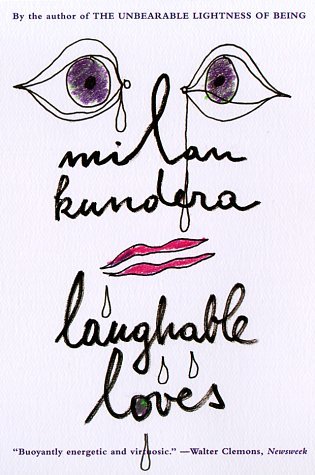 By the author of THE UNBEARABLE LIGHTNESS OF BEING
milan
kundera
laughable
loves
"Buoyantly energetic and virtuosic." —Walter Clemons, Newsweek